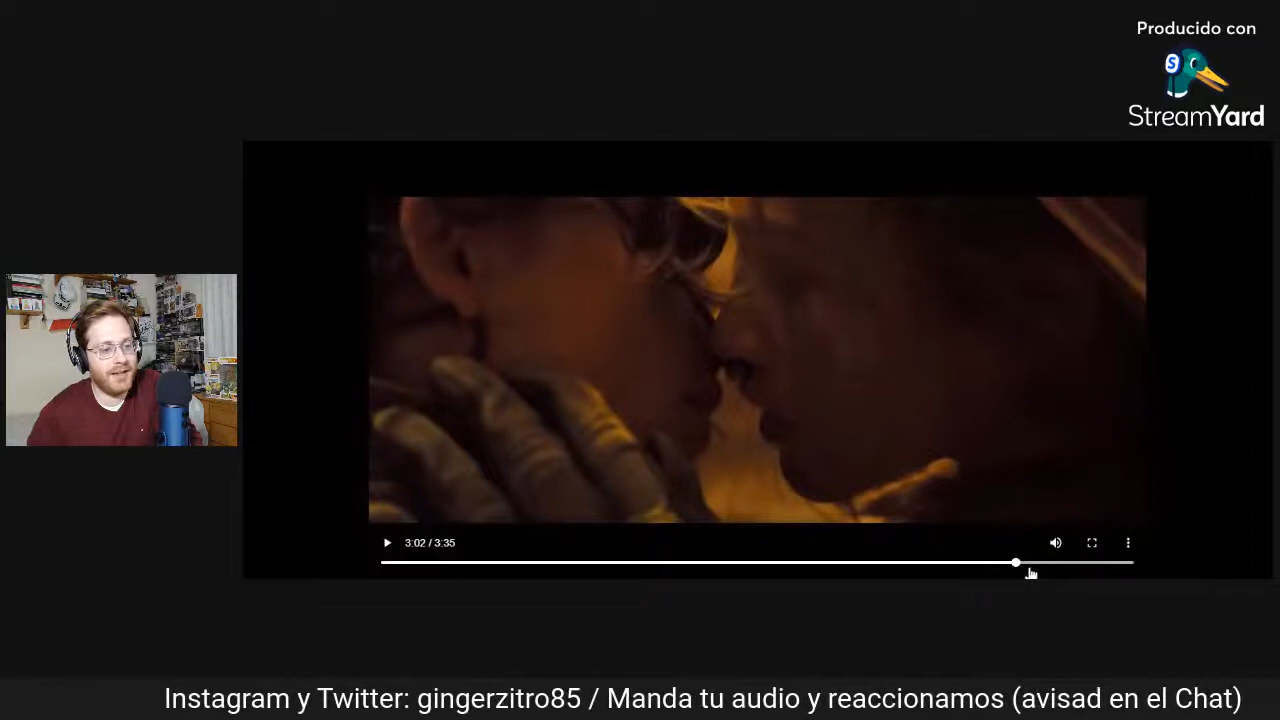 Producido con
S
StreamYard
3:02 / 3:35
Instagram y Twitter: gingerzitro85 / Manda tu audio y reaccionamos (avisad en el Chat)